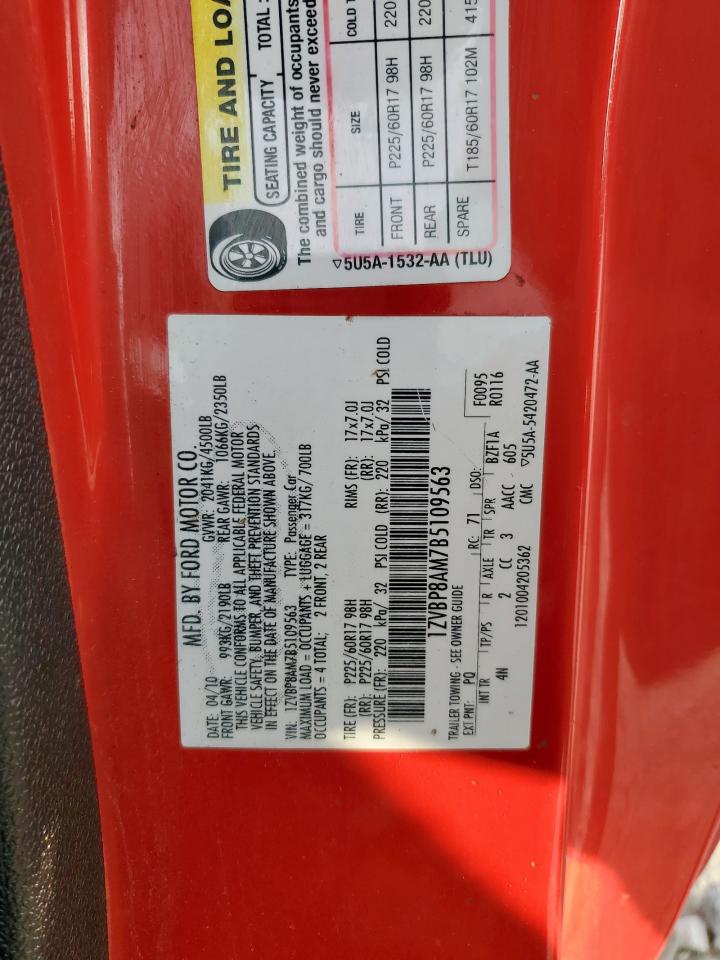 MFD. BY FORD MOTOR CO.
DATE: 04/10 GVWR: 2041KG/4500LB
FRONT GAWR: 993KG/2190LB REAR GAWR: 1066KG/2350LB
THIS VEHICLE CONFORMS TO ALL APPLICABLE FEDERAL MOTOR
VEHICLE SAFETY, BUMPER, AND THEFT PREVENTION STANDARDS
IN EFFECT ON THE DATE OF MANUFACTURE SHOWN ABOVE.
VIN: 1ZVBP8AM7B5109563 TYPE: Passenger Car
MAXIMUM LOAD = OCCUPANTS + LUGGAGE = 317KG/700LB
OCCUPANTS = 4 TOTAL; 2 FRONT, 2 REAR
TIRE (FR): P225/60R17 98H RIMS (FR): 17x7.0J
(RR): P225/60R17 98H (RR): 17x7.0J
PRESSURE (FR): 220 kPa/ 32 PSI COLD (RR): 220 kPa/ 32 PSI COLD
1ZVBP8AM7B5109563
TRAILER TOWING - SEE OWNER GUIDE
EXT PNT: PQ RC: 71 DSO: F0095
R0116
INT TR TP/PS R AXLE TR SPR BZF1A
4N 2 CC 3 AACC 605
1201004205362 CMC ▽5U5A-5420472-AA
TIRE AND LOA
SEATING CAPACITY TOTAL
The combined weight of occupants
and cargo should never exceed
TIRE SIZE COLD T
FRONT P225/60R17 98H 220
REAR P225/60R17 98H 220
SPARE T185/60R17 102M 415
▽5U5A-1532-AA (TLU)